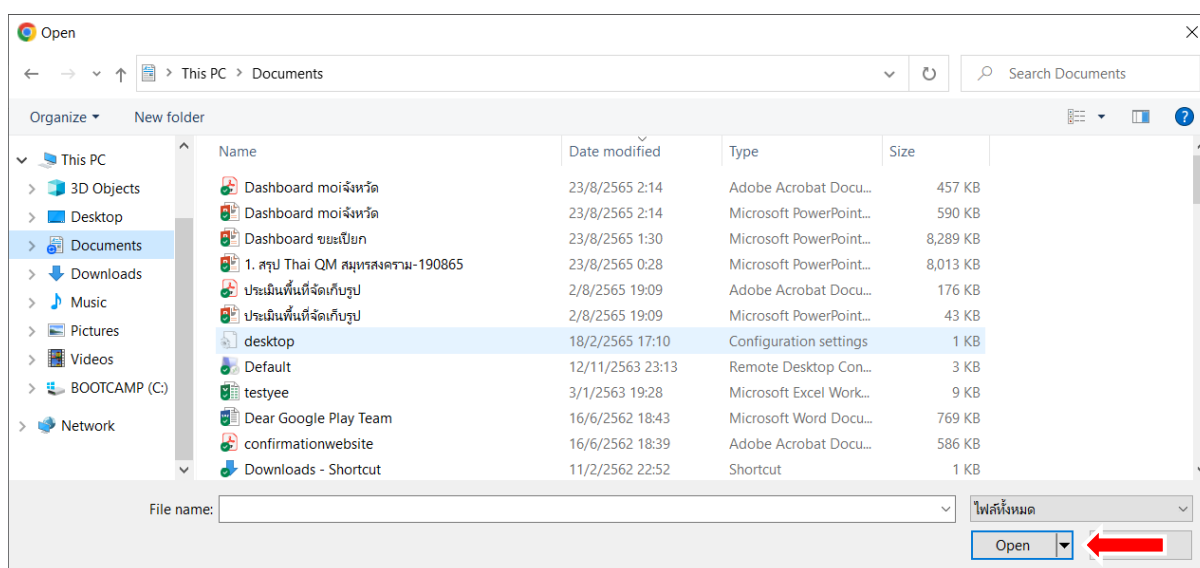 Open
This PC > Documents
Search Documents
Organize
New folder
Name Date modified Type Size
This PC
3D Objects
Desktop
Documents
Downloads
Music
Pictures
Videos
BOOTCAMP (C:)
Network
Dashboard moiจังหวัด 23/8/2565 2:14 Adobe Acrobat Docu... 457 KB
Dashboard moiจังหวัด 23/8/2565 2:14 Microsoft PowerPoint... 590 KB
Dashboard ขยะเปียก 23/8/2565 1:30 Microsoft PowerPoint... 8,289 KB
1. สรุป Thai QM สมุทรสงคราม-190865 23/8/2565 0:28 Microsoft PowerPoint... 8,013 KB
ประเมินพื้นที่จัดเก็บรูป 2/8/2565 19:09 Adobe Acrobat Docu... 176 KB
ประเมินพื้นที่จัดเก็บรูป 2/8/2565 19:09 Microsoft PowerPoint... 43 KB
desktop 18/2/2565 17:10 Configuration settings 1 KB
Default 12/11/2563 23:13 Remote Desktop Con... 3 KB
testyee 3/1/2563 19:28 Microsoft Excel Work... 9 KB
Dear Google Play Team 16/6/2562 18:43 Microsoft Word Docu... 769 KB
confirmationwebsite 16/6/2562 18:39 Adobe Acrobat Docu... 586 KB
Downloads - Shortcut 11/2/2562 22:52 Shortcut 1 KB
File name:
ไฟล์ทั้งหมด
Open